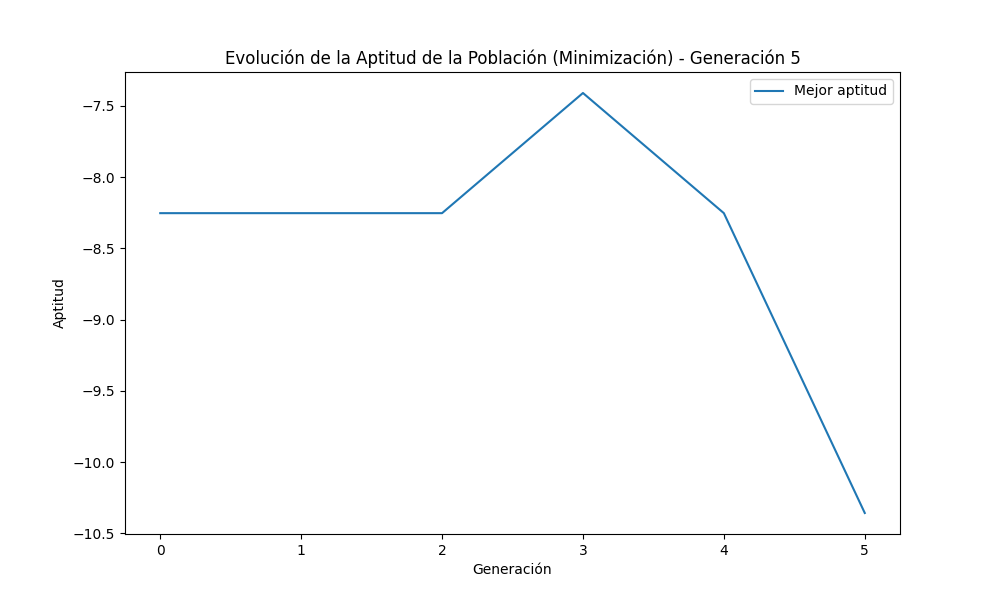 Evolución de la Aptitud de la Población (Minimización) - Generación 5
Mejor aptitud
Aptitud
−7.5
−8.0
−8.5
−9.0
−9.5
−10.0
−10.5
0 1 2 3 4 5
Generación